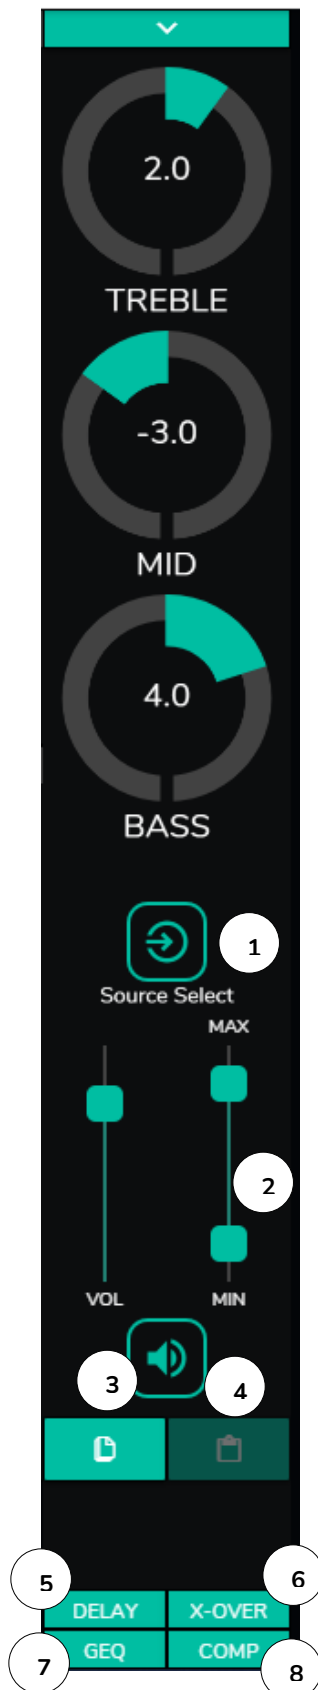 2.0
TREBLE
-3.0
MID
4.0
BASS
1
Source Select
MAX
2
VOL MIN
3 4
5 6
DELAY X-OVER
GEQ COMP
7 8